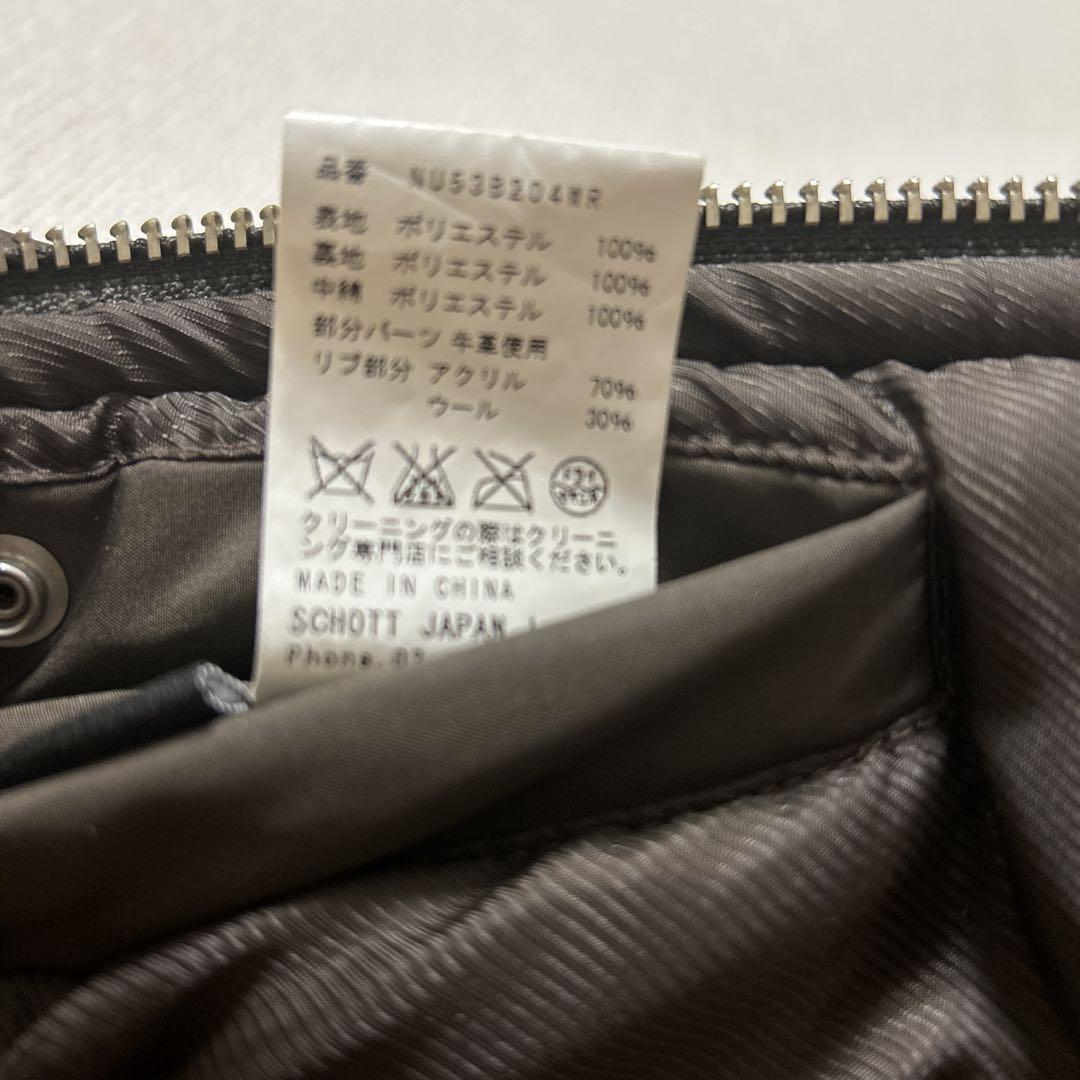 品番 NU53B204WR
表地 ポリエステル 100%
裏地 ポリエステル 100%
中綿 ポリエステル 100%
部分パーツ 牛革使用
リブ部分 アクリル 70%
ウール 30%
クリーニングの際はクリーニ
ング専門店にご相談ください。
MADE IN CHINA
SCHOTT JAPAN
Phone.03